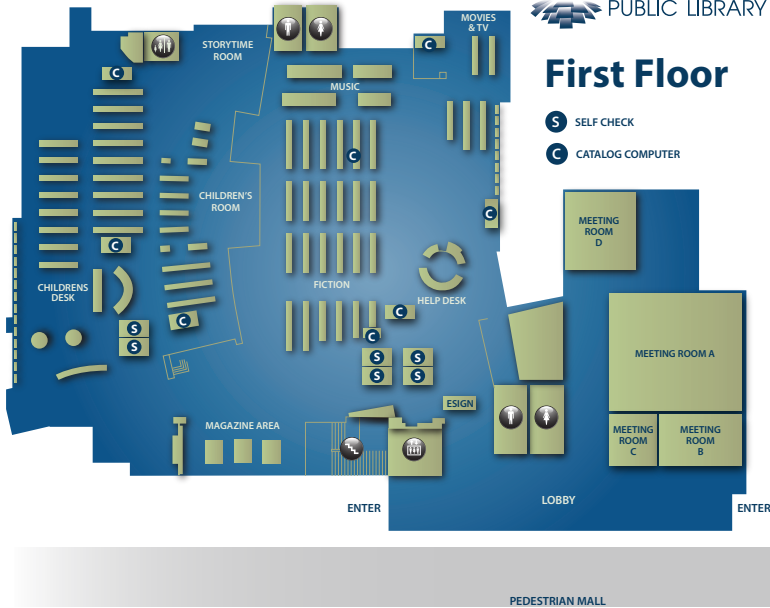 PUBLIC LIBRARY
First Floor
S SELF CHECK
C CATALOG COMPUTER
MOVIES
& TV
C
STORYTIME
ROOM
C
MUSIC
C
CHILDREN'S
ROOM
C
C
MEETING
ROOM
D
CHILDRENS
DESK
FICTION
HELP DESK
C
C
C
S
S
S
S
S
S
MEETING ROOM A
ESIGN
MAGAZINE AREA
MEETING
ROOM
C
MEETING
ROOM
B
LOBBY
ENTER
ENTER
PEDESTRIAN MALL